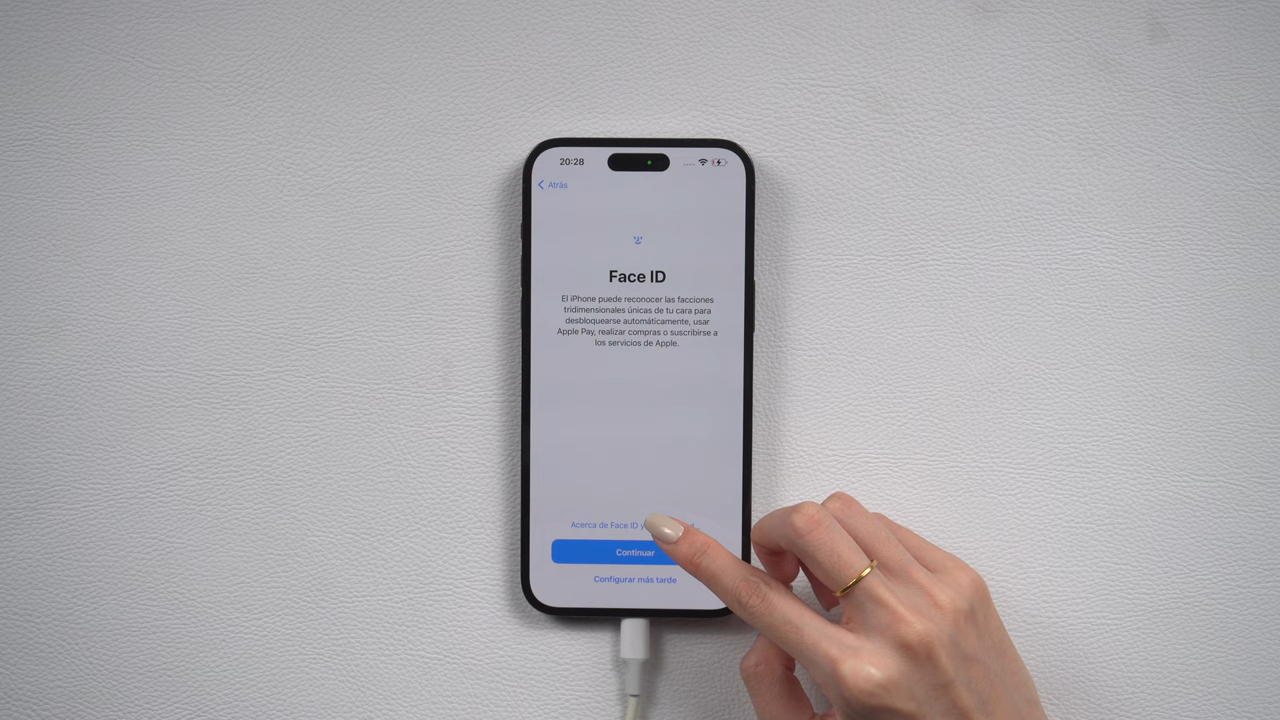 20:28
Atrás
Face ID
El iPhone puede reconocer las facciones
tridimensionales únicas de tu cara para
desbloquearse automáticamente, usar
Apple Pay, realizar compras o suscribirse a
los servicios de Apple.
Acerca de Face ID y
Continuar
Configurar más tarde